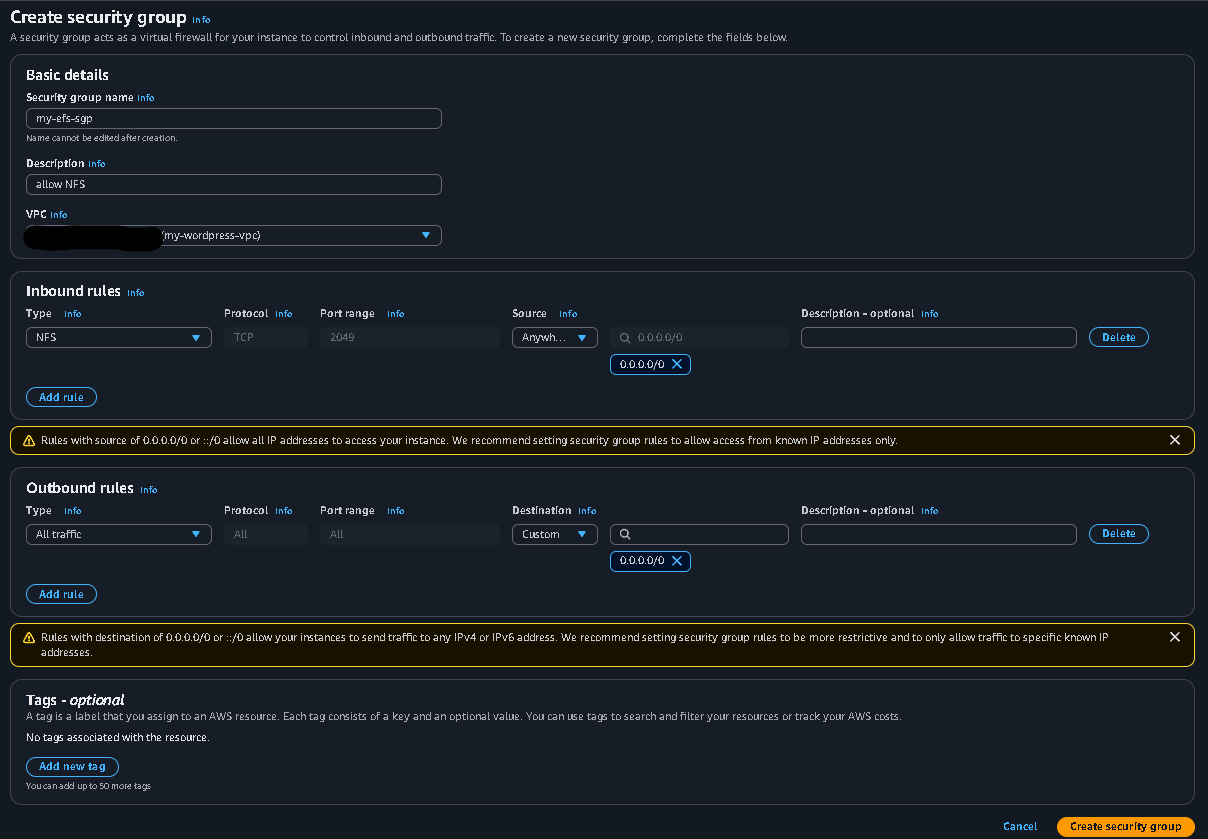 Create security group Info
A security group acts as a virtual firewall for your instance to control inbound and outbound traffic. To create a new security group, complete the fields below.
Basic details
Security group name Info
my-efs-sgp
Name cannot be edited after creation.
Description Info
allow NFS
VPC Info
(my-wordpress-vpc)
Inbound rules Info
Type Info Protocol Info Port range Info Source Info Description - optional Info
NFS TCP 2049 Anywh... 0.0.0.0/0 Delete
0.0.0.0/0
Add rule
Rules with source of 0.0.0.0/0 or ::/0 allow all IP addresses to access your instance. We recommend setting security group rules to allow access from known IP addresses only.
Outbound rules Info
Type Info Protocol Info Port range Info Destination Info Description - optional Info
All traffic All All Custom Delete
0.0.0.0/0
Add rule
Rules with destination of 0.0.0.0/0 or ::/0 allow your instances to send traffic to any IPv4 or IPv6 address. We recommend setting security group rules to be more restrictive and to only allow traffic to specific known IP
addresses.
Tags - optional
A tag is a label that you assign to an AWS resource. Each tag consists of a key and an optional value. You can use tags to search and filter your resources or track your AWS costs.
No tags associated with the resource.
Add new tag
You can add up to 50 more tags
Cancel Create security group